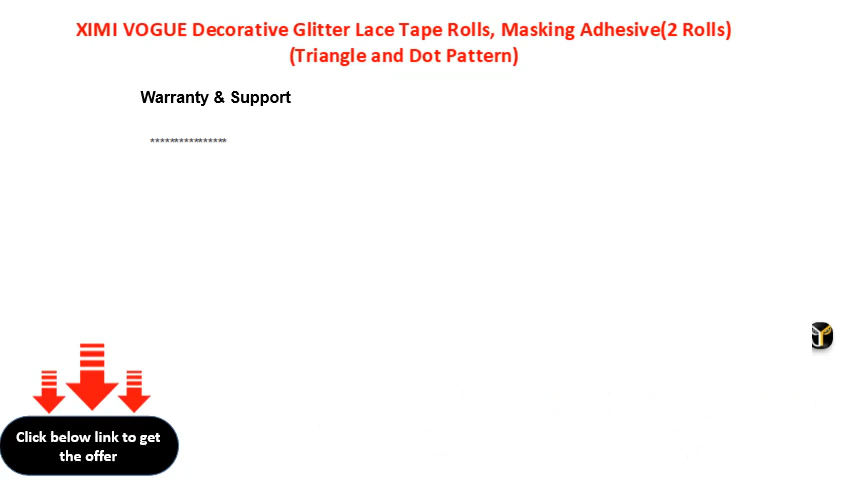 XIMI VOGUE Decorative Glitter Lace Tape Rolls, Masking Adhesive(2 Rolls)
(Triangle and Dot Pattern)
Warranty & Support
****************
Click below link to get
the offer